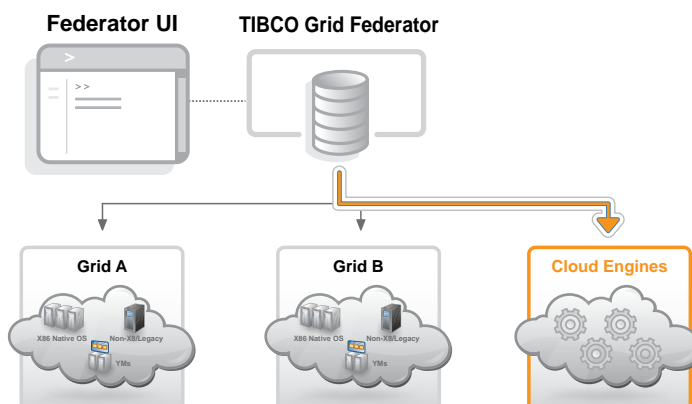 Federator UI
TIBCO Grid Federator
>
>>
Grid A
X86 Native OS
Non-X8/Legacy
YMs
Grid B
X86 Native OS
Non-X8/Legacy
YMs
Cloud Engines